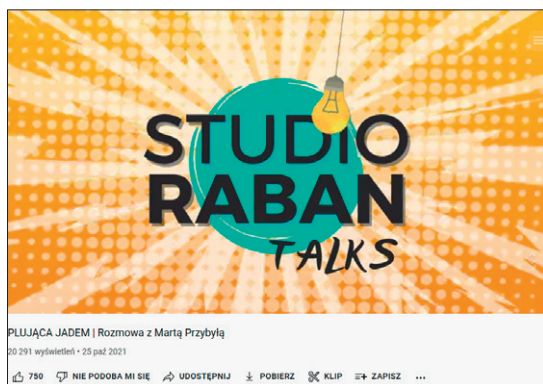 STUDIO
RABAN
TALKS
PLUJĄCA JADEM | Rozmowa z Martą Przybyłą
20 291 wyświetleń • 25 paź 2021
750 NIE PODOBA MI SIĘ UDOSTĘPNIJ POBIERZ KLIP ZAPISZ ...